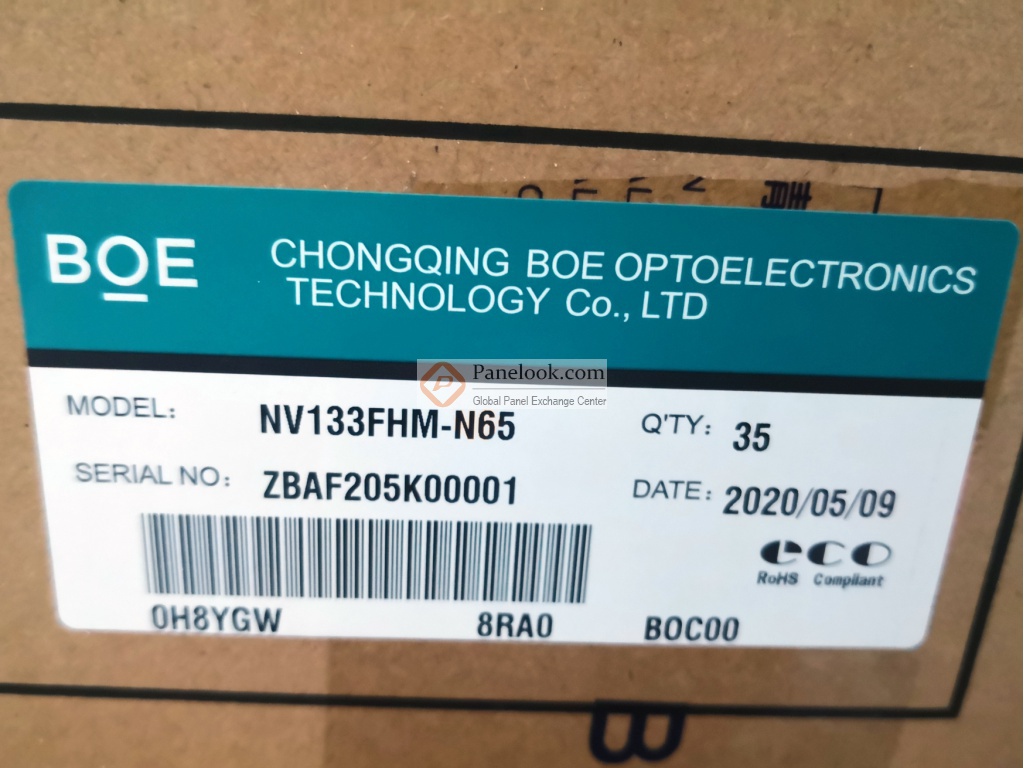 BOE
CHONGQING BOE OPTOELECTRONICS
TECHNOLOGY Co., LTD
Panelook.com
Global Panel Exchange Center
MODEL: NV133FHM-N65 Q'TY: 35
SERIAL NO: ZBAF205K00001 DATE: 2020/05/09
eco
RoHS Compliant
0H8YGW 8RA0 B0C00
B